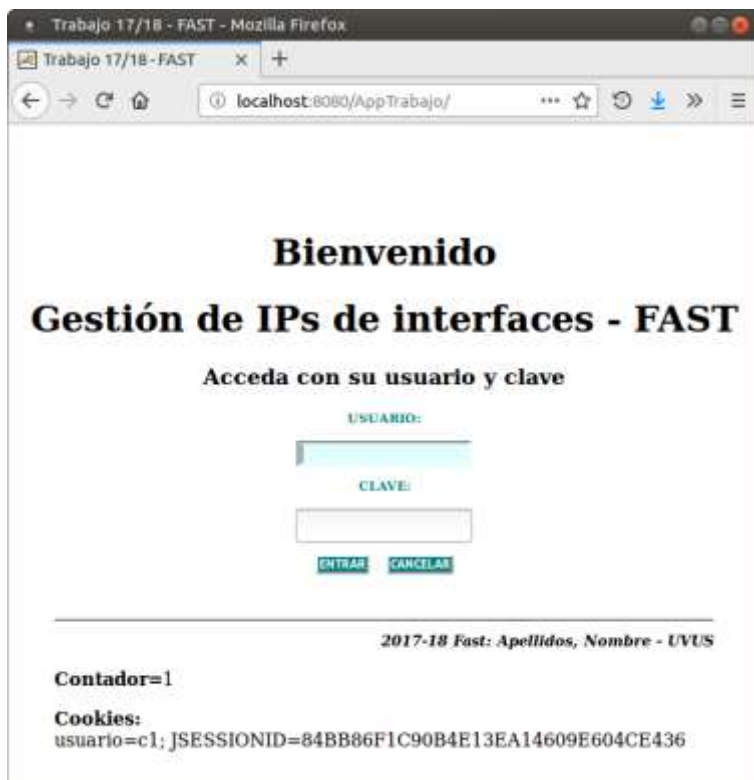 Trabajo 17/18 - FAST - Mozilla Firefox
Trabajo 17/18 - FAST
localhost:8080/AppTrabajo/
Bienvenido
Gestión de IPs de interfaces - FAST
Acceda con su usuario y clave
USUARIO:
CLAVE:
ENTRAR CANCELAR
2017-18 Fast: Apellidos, Nombre - UVUS
Contador=1
Cookies:
usuario=c1; JSESSIONID=84BB86F1C90B4E13EA14609E604CE436